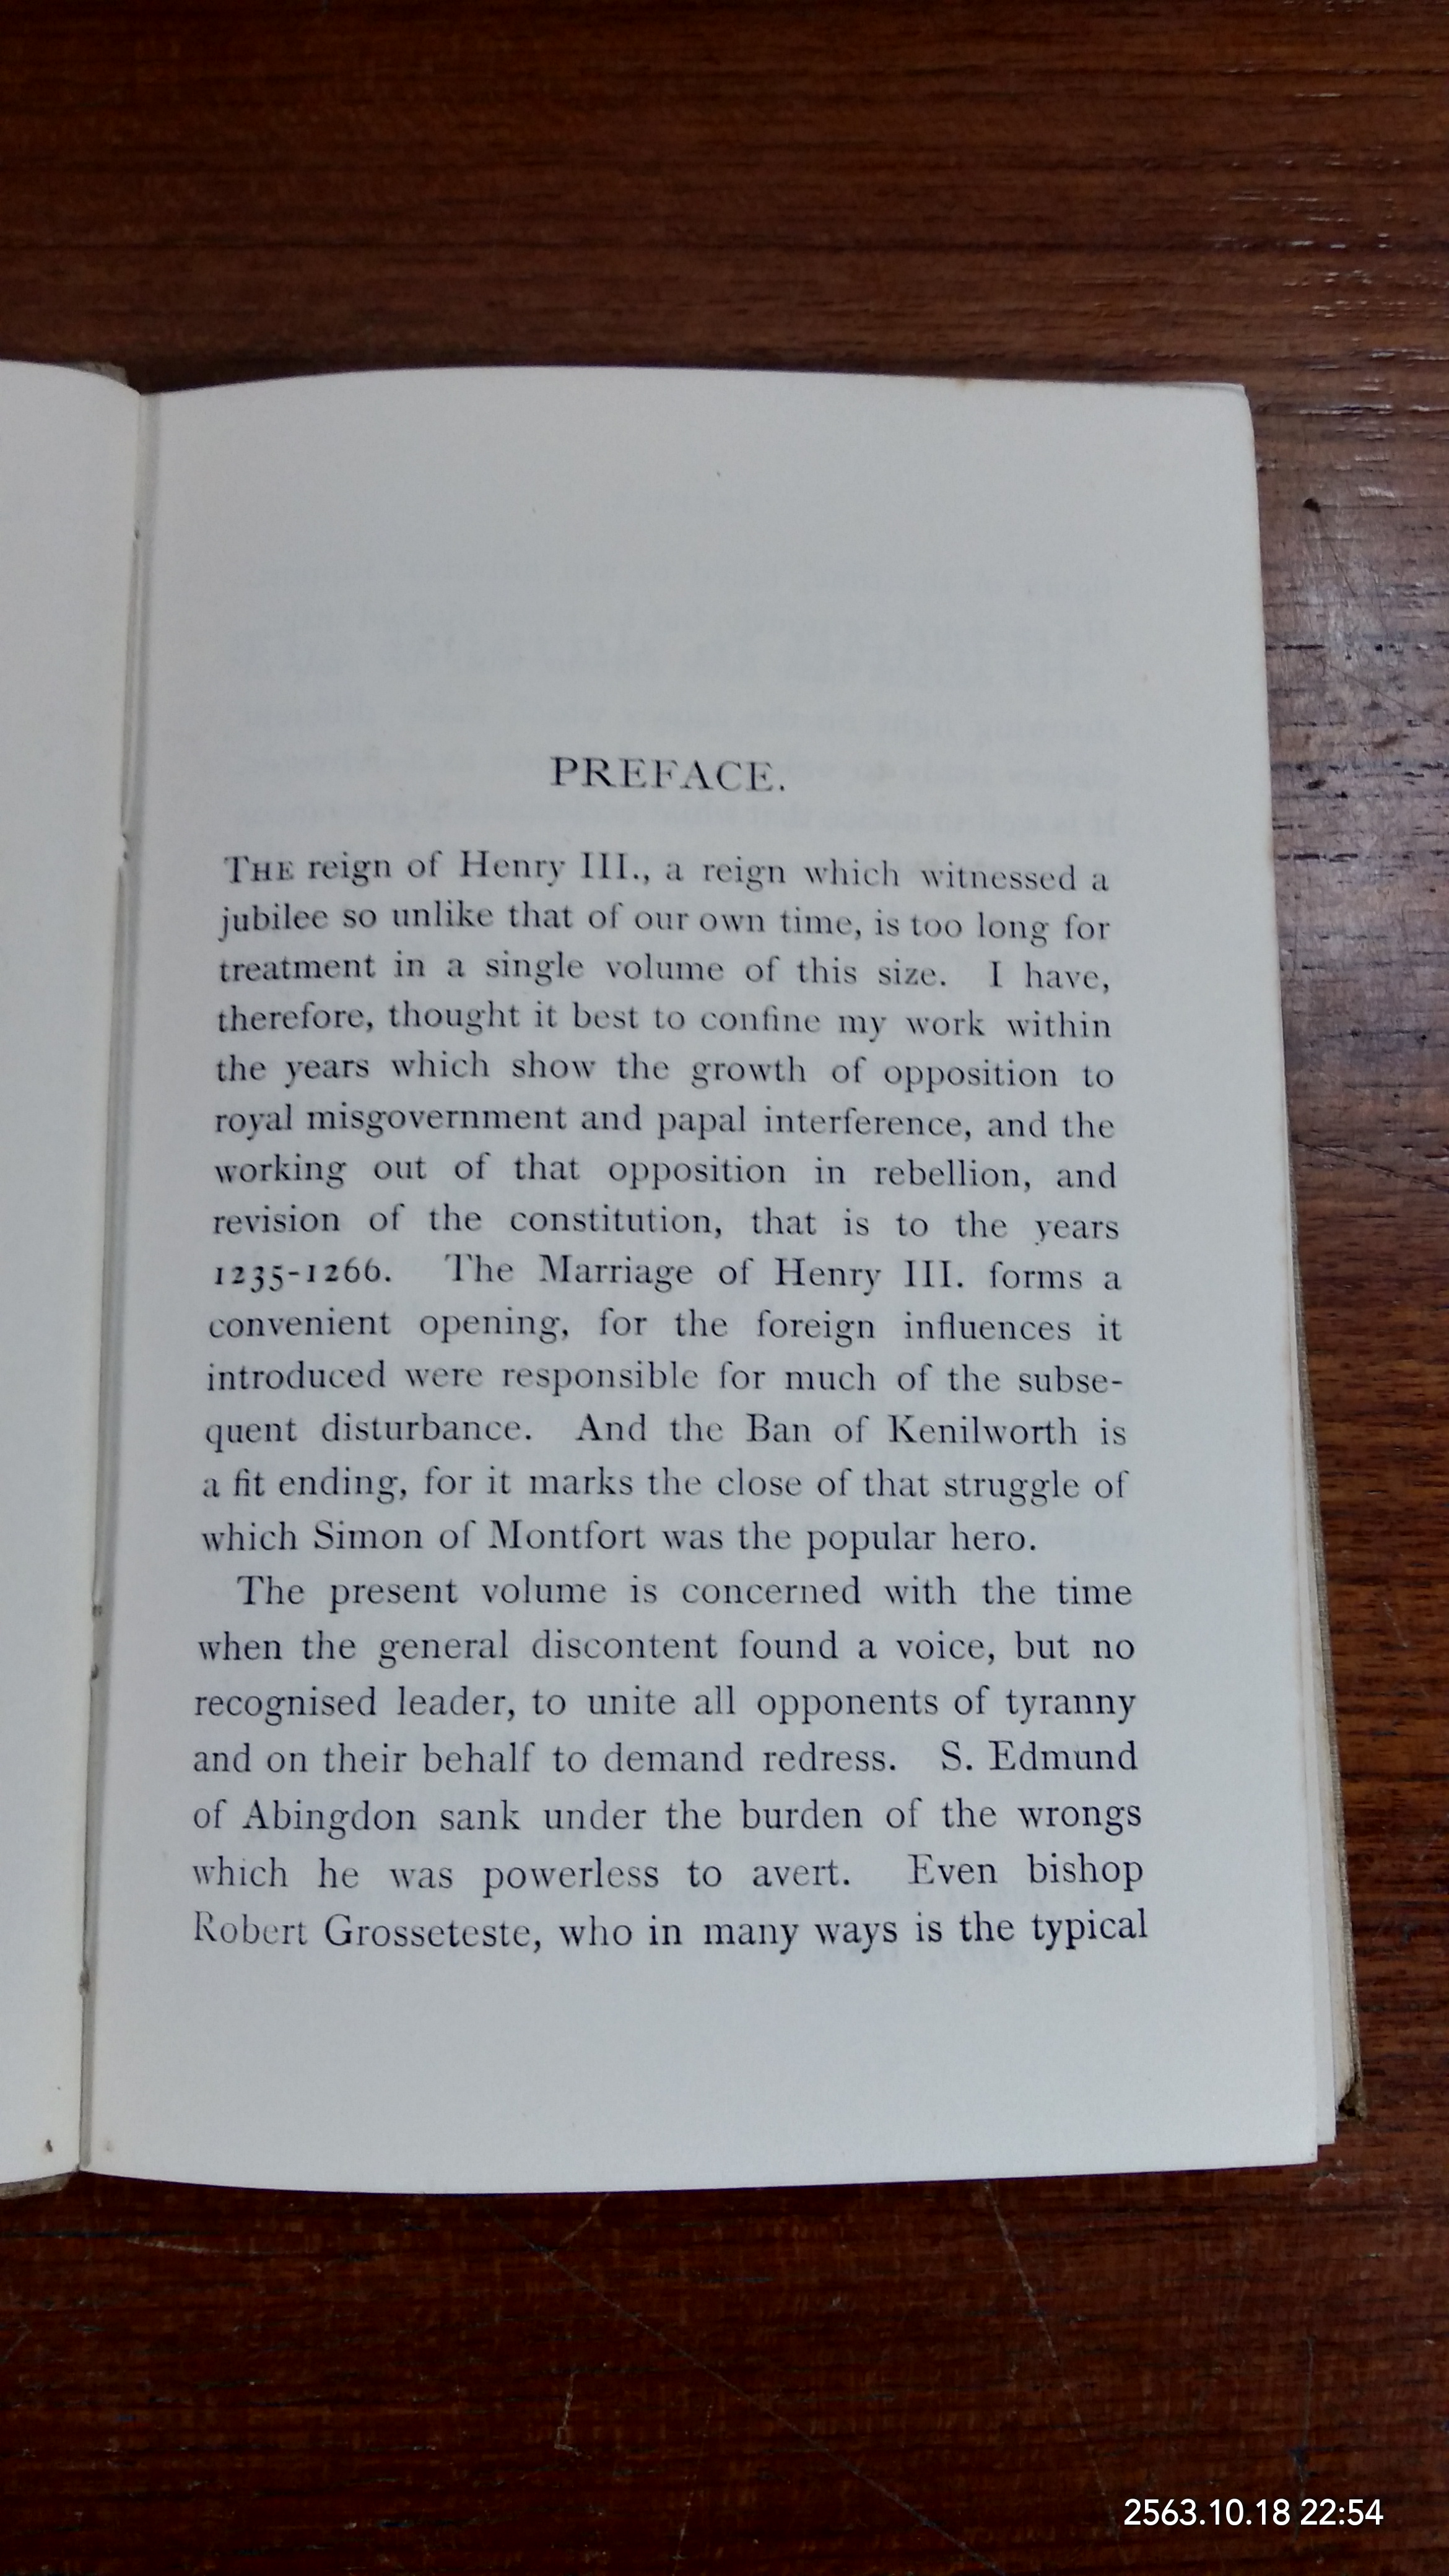 PREFACE.
THE reign of Henry III., a reign which witnessed a
jubilee so unlike that of our own time, is too long for
treatment in a single volume of this size. I have,
therefore, thought it best to confine my work within
the years which show the growth of opposition to
royal misgovernment and papal interference, and the
working out of that opposition in rebellion, and
revision of the constitution, that is to the years
1235-1266. The Marriage of Henry III. forms a
convenient opening, for the foreign influences it
introduced were responsible for much of the subse-
quent disturbance. And the Ban of Kenilworth is
a fit ending, for it marks the close of that struggle of
which Simon of Montfort was the popular hero.
The present volume is concerned with the time
when the general discontent found a voice, but no
recognised leader, to unite all opponents of tyranny
and on their behalf to demand redress. S. Edmund
of Abingdon sank under the burden of the wrongs
which he was powerless to avert. Even bishop
Robert Grosseteste, who in many ways is the typical
2563.10.18 22:54